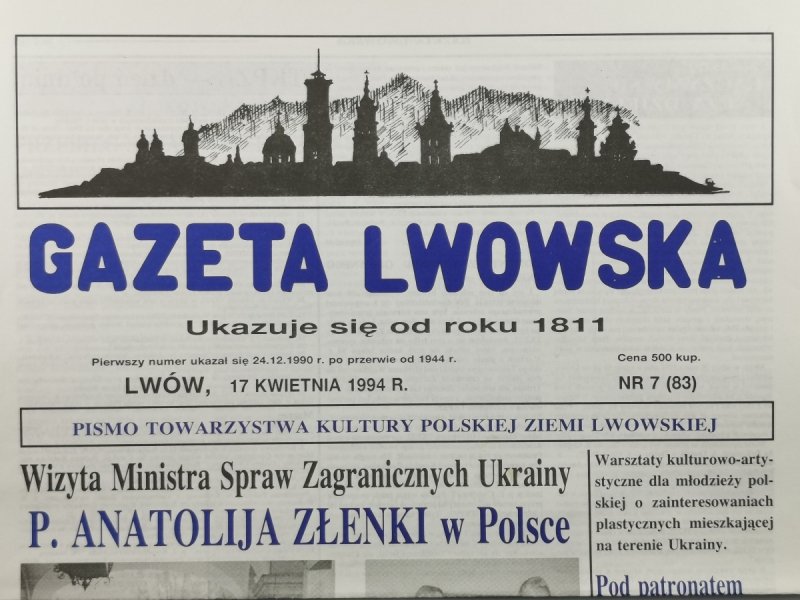 GAZETA LWOWSKA
Ukazuje się od roku 1811
Pierwszy numer ukazał się 24.12.1990 r. po przerwie od 1944 r.
Cena 500 kup.
LWÓW, 17 KWIETNIA 1994 R.
NR 7 (83)
PISMO TOWARZYSTWA KULTURY POLSKIEJ ZIEMI LWOWSKIEJ
Wizyta Ministra Spraw Zagranicznych Ukrainy
P. ANATOLIJA ZŁENKI w Polsce
Warsztaty kulturowo-arty-
styczne dla młodzieży pol-
skiej o zainteresowaniach
plastycznych mieszkającej
na terenie Ukrainy.
Pod patronatem